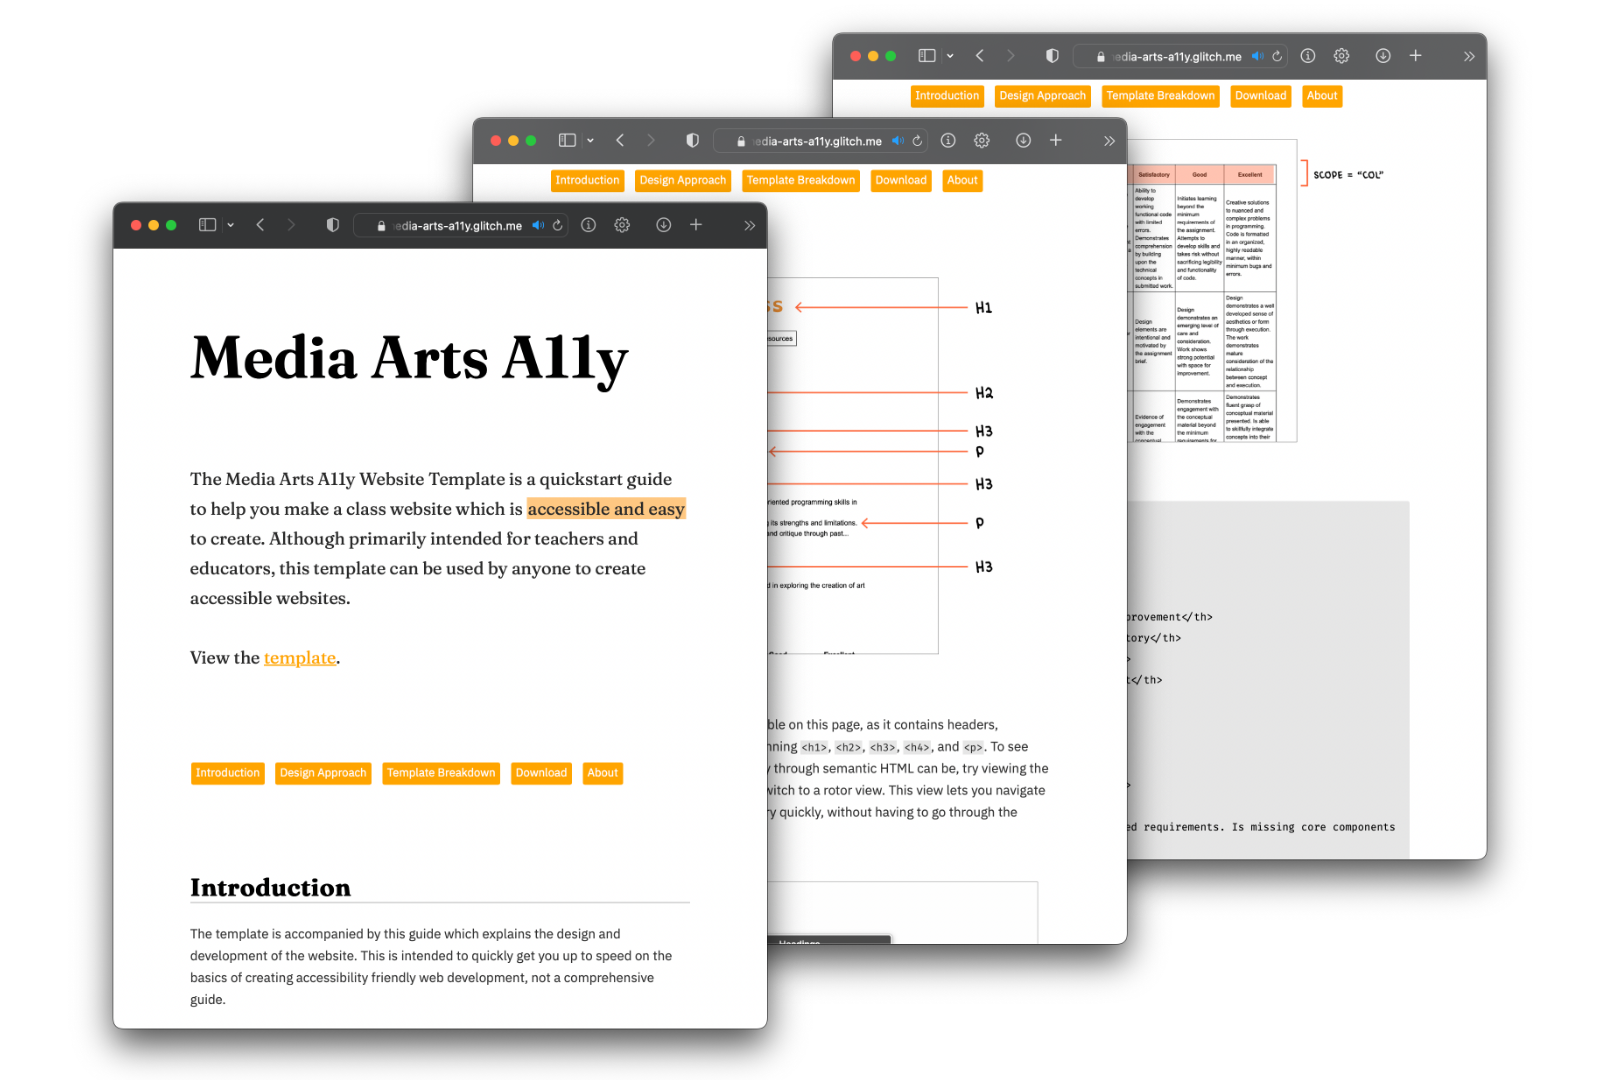 edia-arts-a11y.glitch.me
Media Arts A11y
The Media Arts A11y Website Template is a quickstart guide
to help you make a class website which is accessible and easy
to create. Although primarily intended for teachers and
educators, this template can be used by anyone to create
accessible websites.
View the template.
Introduction
Design Approach
Template Breakdown
Download
About
Introduction
The template is accompanied by this guide which explains the design and
development of the website. This is intended to quickly get you up to speed on the
basics of creating accessibility friendly web development, not a comprehensive
guide.
edia-arts-a11y.glitch.me
Introduction
Design Approach
Template Breakdown
Download
About
H1
H2
H3
P
H3
riented programming skills in
its strengths and limitations.
P
and critique through past...
H3
in exploring the creation of art
Good Excellent
ble on this page, as it contains headers,
nning <h1>, <h2>, <h3>, <h4>, and <p>. To see
y through semantic HTML can be, try viewing the
witch to a rotor view. This view lets you navigate
ry quickly, without having to go through the
Headings
edia-arts-a11y.glitch.me
Introduction
Design Approach
Template Breakdown
Download
About
SCOPE = "COL"
Satisfactory
Good
Excellent
Ability to
develop
working
functional code
with limited
errors.
Demonstrates
comprehension
by building
upon the
technical
concepts in
submitted work.
Initiates learning
beyond the
minimum
requirements of
the assignment.
Attempts to
develop skills and
takes risk without
sacrificing legibility
and functionality
of code.
Creative solutions
to nuanced and
complex problems
in programming.
Code is formatted
in an organized,
highly readable
manner, within
minimum bugs and
errors.
Design
elements are
intentional and
motivated by
the assignment
brief.
Design
demonstrates an
emerging level of
care and
consideration.
Work shows
strong potential
with space for
improvement.
Design
demonstrates a well
developed sense of
aesthetics or form
through execution.
The work
demonstrates
mature
consideration of the
relationship
between concept
and execution.
Evidence of
engagement
with the
conceptual
Demonstrates
engagement with
the conceptual
material beyond
the minimum
requirements for
Demonstrates
fluent grasp of
conceptual material
presented. Is able
to skillfully integrate
concepts into their
provement</th>
tory</th>
>
t</th>
>
ed requirements. Is missing core components